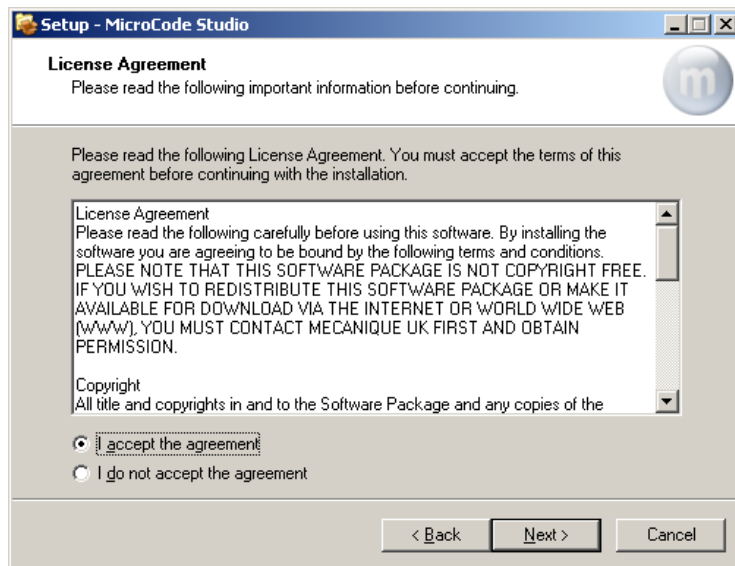 Setup - MicroCode Studio
License Agreement
Please read the following important information before continuing.
m
Please read the following License Agreement. You must accept the terms of this
agreement before continuing with the installation.
License Agreement
Please read the following carefully before using this software. By installing the
software you are agreeing to be bound by the following terms and conditions.
PLEASE NOTE THAT THIS SOFTWARE PACKAGE IS NOT COPYRIGHT FREE.
IF YOU WISH TO REDISTRIBUTE THIS SOFTWARE PACKAGE OR MAKE IT
AVAILABLE FOR DOWNLOAD VIA THE INTERNET OR WORLD WIDE WEB
(WWW), YOU MUST CONTACT MECANIQUE UK FIRST AND OBTAIN
PERMISSION.
Copyright
All title and copyrights in and to the Software Package and any copies of the
I accept the agreement
I do not accept the agreement
< Back
Next >
Cancel